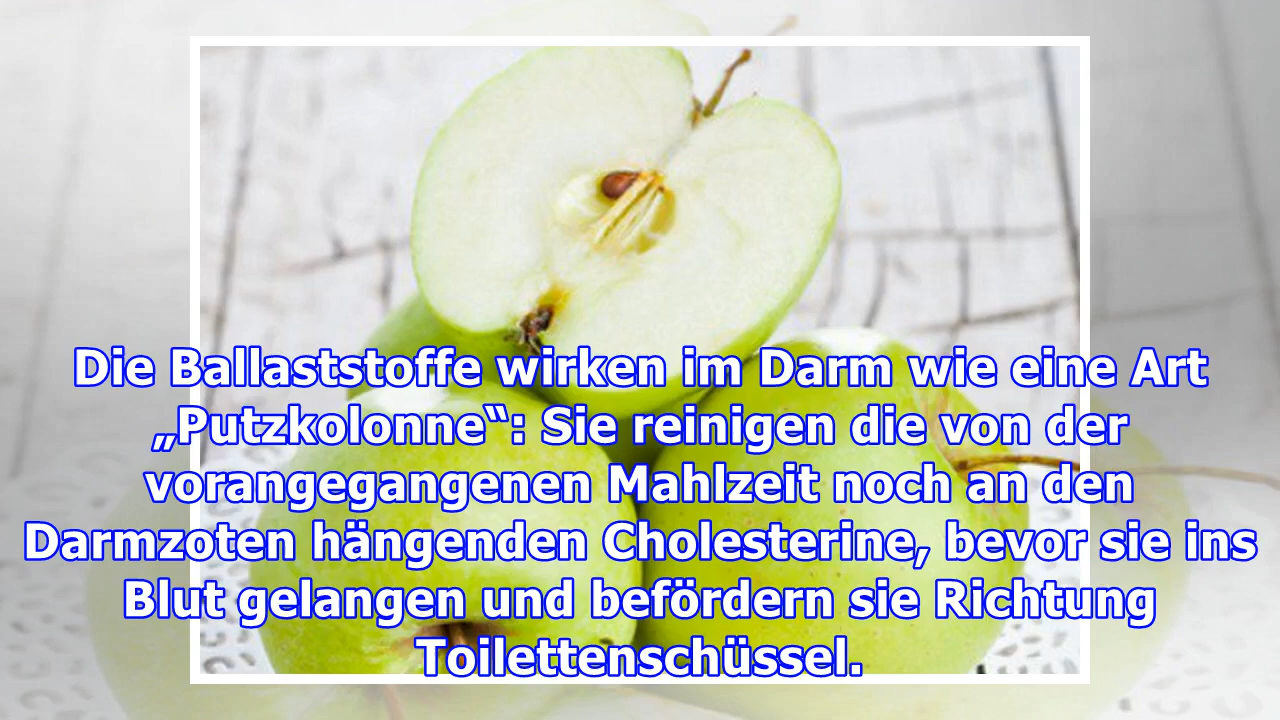 Die Ballaststoffe wirken im Darm wie eine Art
„Putzkolonne“: Sie reinigen die von der
vorangegangenen Mahlzeit noch an den
Darmzoten hängenden Cholesterine, bevor sie ins
Blut gelangen und befördern sie Richtung
Toilettenschüssel.